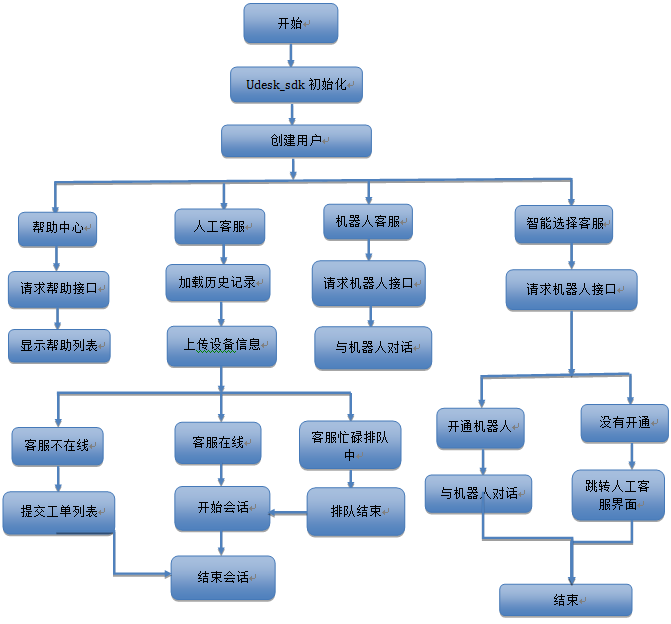 开始
Udesk_sdk 初始化
创建用户
帮助中心
人工客服
机器人客服
智能选择客服
请求帮助接口
加载历史记录
请求机器人接口
请求机器人接口
显示帮助列表
上传设备信息
与机器人对话
客服不在线
客服在线
客服忙碌排队
中
开通机器人
没有开通
提交工单列表
开始会话
排队结束
与机器人对话
跳转人工客
服界面
结束会话
结束